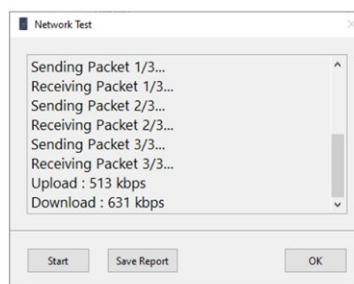 Network Test
Sending Packet 1/3...
Receiving Packet 1/3...
Sending Packet 2/3...
Receiving Packet 2/3...
Sending Packet 3/3...
Receiving Packet 3/3...
Upload : 513 kbps
Download : 631 kbps
Start
Save Report
OK